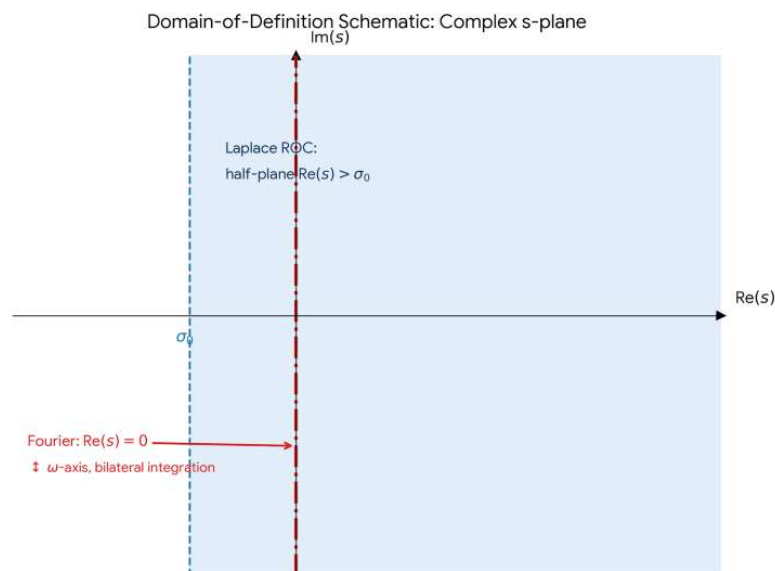 Domain-of-Definition Schematic: Complex s-plane
Im(s)
Laplace ROC:
half-plane Re(s) > σ₀
Re(s)
σ₀
Fourier: Re(s) = 0
↕ ω-axis, bilateral integration